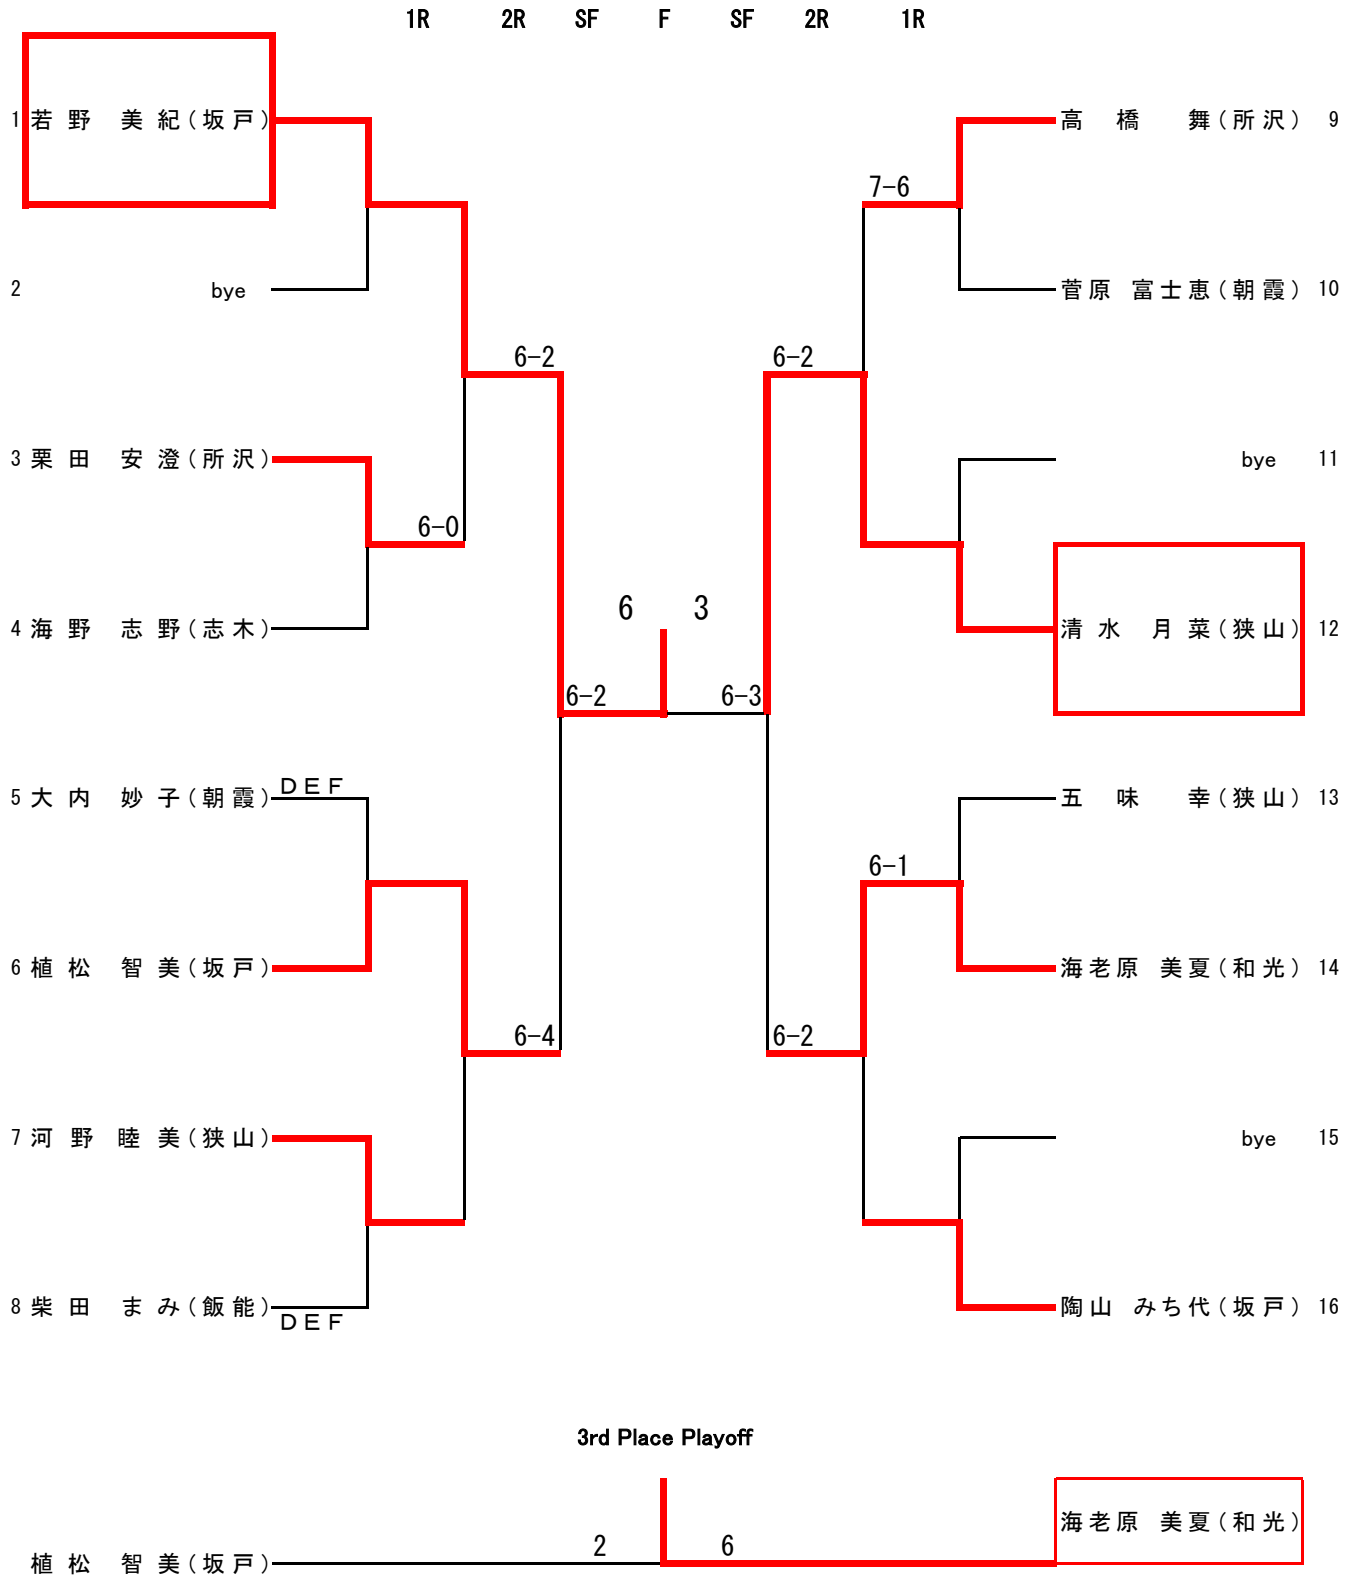 1R 2R SF F SF 2R 1R
1 若野 美紀(坂戸) 高橋 舞(所沢) 9
7-6
2 bye 菅原 富士恵(朝霞) 10
6-2 6-2
3 栗田 安澄(所沢) bye 11
6-0
6 3
4 海野 志野(志木) 清水 月菜(狭山) 12
6-2 6-3
DEF
5 大内 妙子(朝霞) 五味 幸(狭山) 13
6-1
6 植松 智美(坂戸) 海老原 美夏(和光) 14
6-4 6-2
7 河野 睦美(狭山) bye 15
8 柴田 まみ(飯能) 陶山 みち代(坂戸) 16
DEF
3rd Place Playoff
海老原 美夏(和光)
2 6
植松 智美(坂戸)